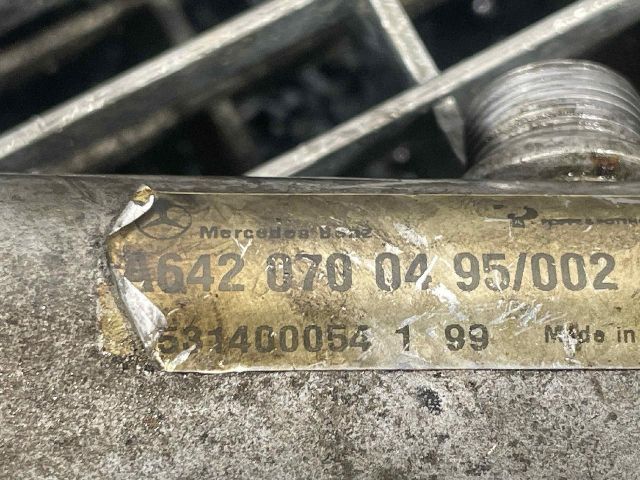 Mercedes Benz
A642 070 04 95/002
531400054 1 99 Made in